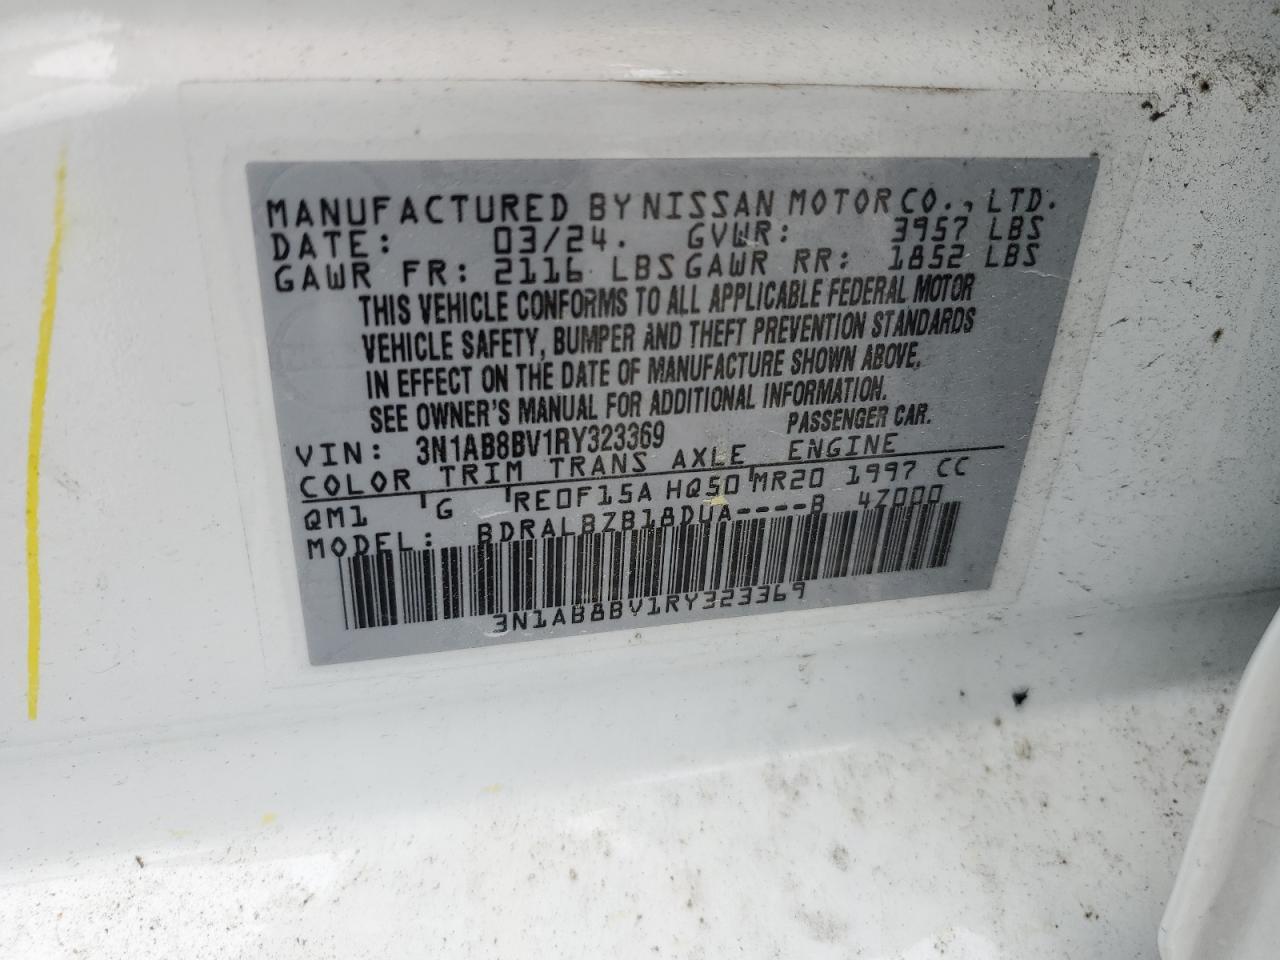 MANUFACTURED BY NISSAN MOTOR CO., LTD.
DATE: 03/24. GVWR: 3957 LBS
GAWR FR: 2116 LBS GAWR RR: 1852 LBS
THIS VEHICLE CONFORMS TO ALL APPLICABLE FEDERAL MOTOR
VEHICLE SAFETY, BUMPER AND THEFT PREVENTION STANDARDS
IN EFFECT ON THE DATE OF MANUFACTURE SHOWN ABOVE.
SEE OWNER'S MANUAL FOR ADDITIONAL INFORMATION.
VIN: 3N1AB8BV1RY323369 PASSENGER CAR.
COLOR TRIM TRANS AXLE ENGINE
QM1 G RE0F15A HQ50 MR20 1997 CC
MODEL: BDRALBZB18DUA----B 4Z000
3N1AB8BV1RY323369